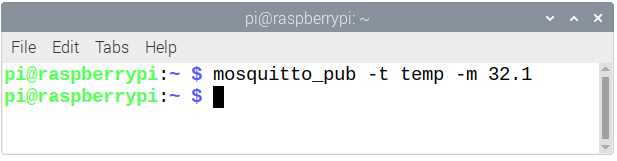 pi@raspberrypi: ~
File Edit Tabs Help
pi@raspberrypi:~ $ mosquitto_pub -t temp -m 32.1
pi@raspberrypi:~ $